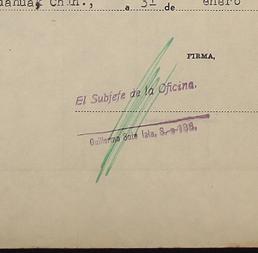 Chih., a 31 de enero
FIRMA,
El Subjefe de la Oficina.
Guillermo